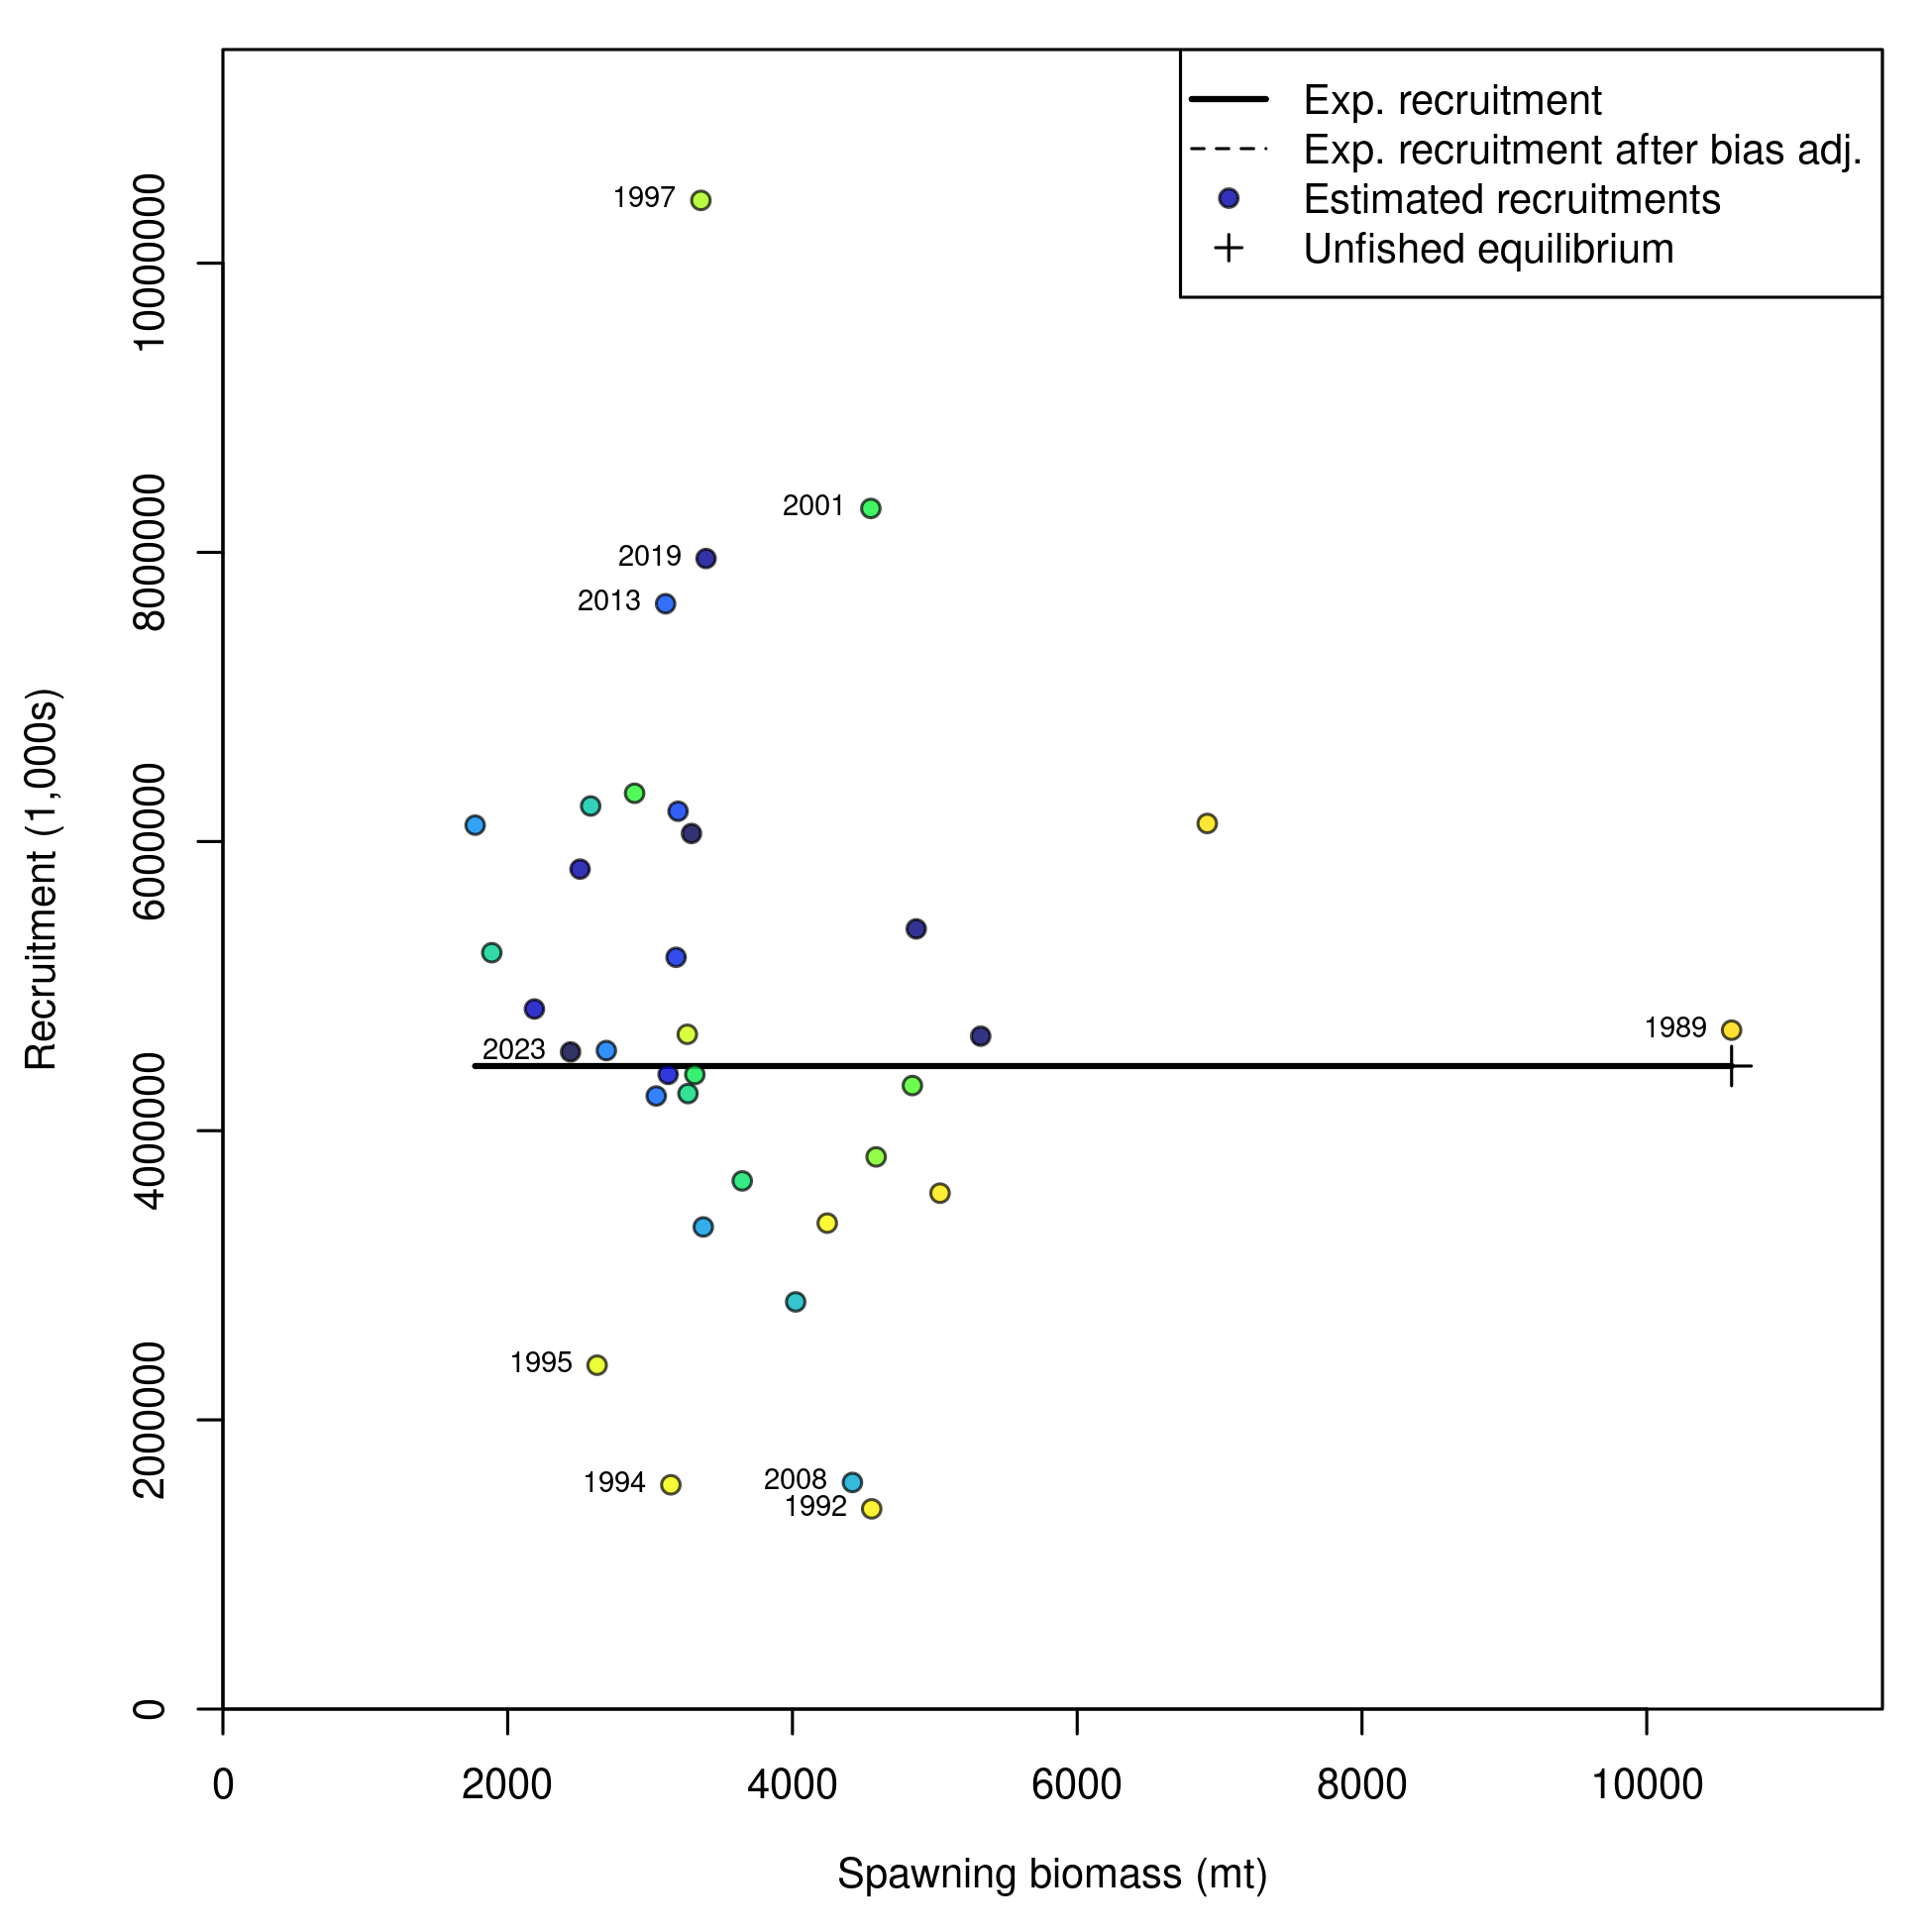 Exp. recruitment
Exp. recruitment after bias adj.
Estimated recruitments
Unfished equilibrium
1997
2001
2019
2013
1989
2023
1995
1994
2008
1992
Recruitment (1,000s)
10000000
8000000
6000000
4000000
2000000
0
0 2000 4000 6000 8000 10000
Spawning biomass (mt)